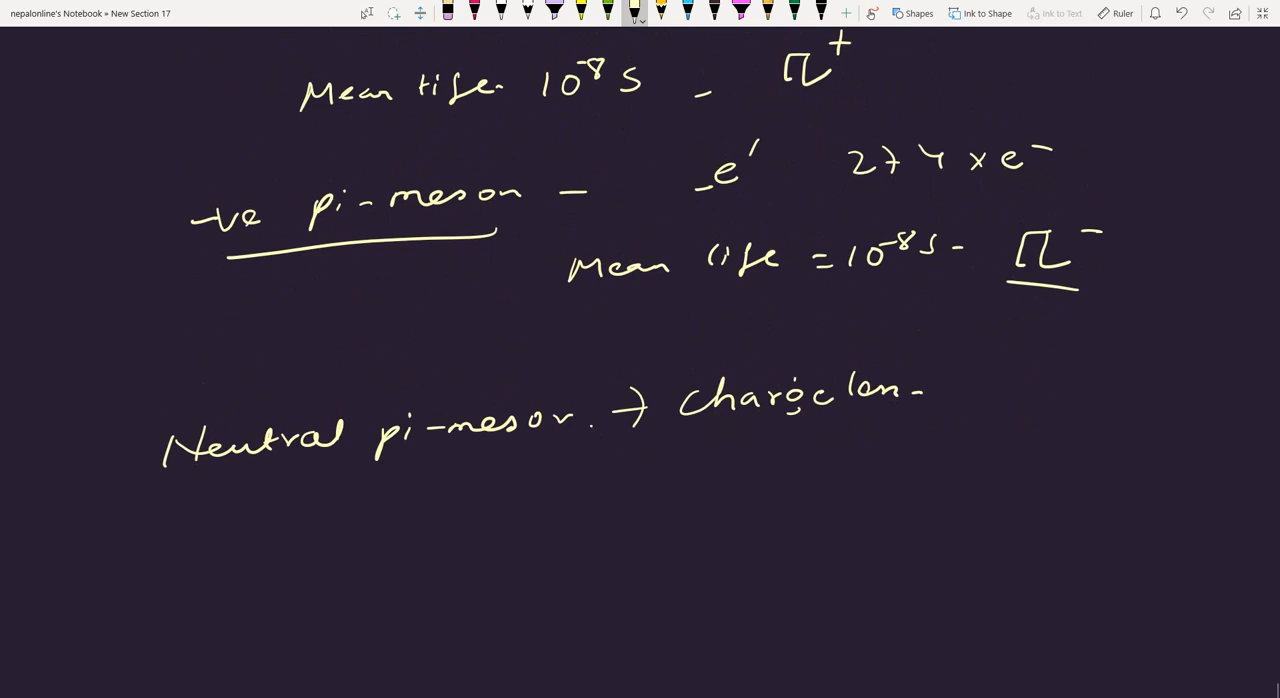 nepalonline's Notebook » New Section 17
Shapes Ink to Shape Ink to Text Ruler
Mean life 10⁻⁸ S - π⁺
-e' 274 x e⁻
-ve pi-meson -
Mean life = 10⁻⁸ s - π⁻
Neutral pi-meson. → Charge